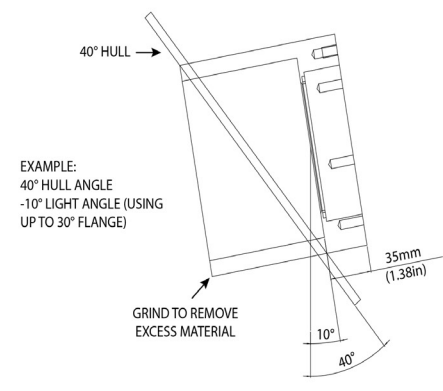 40° HULL
EXAMPLE:
40° HULL ANGLE
-10° LIGHT ANGLE (USING
UP TO 30° FLANGE)
35mm
(1.38in)
GRIND TO REMOVE
EXCESS MATERIAL
10°
40°